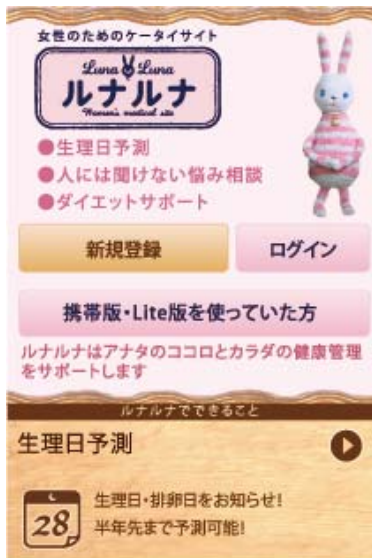 女性のためのケータイサイト
Luna Luna
ルナルナ
Women's medical site
●生理日予測
●人には聞けない悩み相談
●ダイエットサポート
新規登録
ログイン
携帯版・Lite版を使っていた方
ルナルナはアナタのココロとカラダの健康管理
をサポートします
ルナルナでできること
生理日予測
28
生理日・排卵日をお知らせ!
半年先まで予測可能!